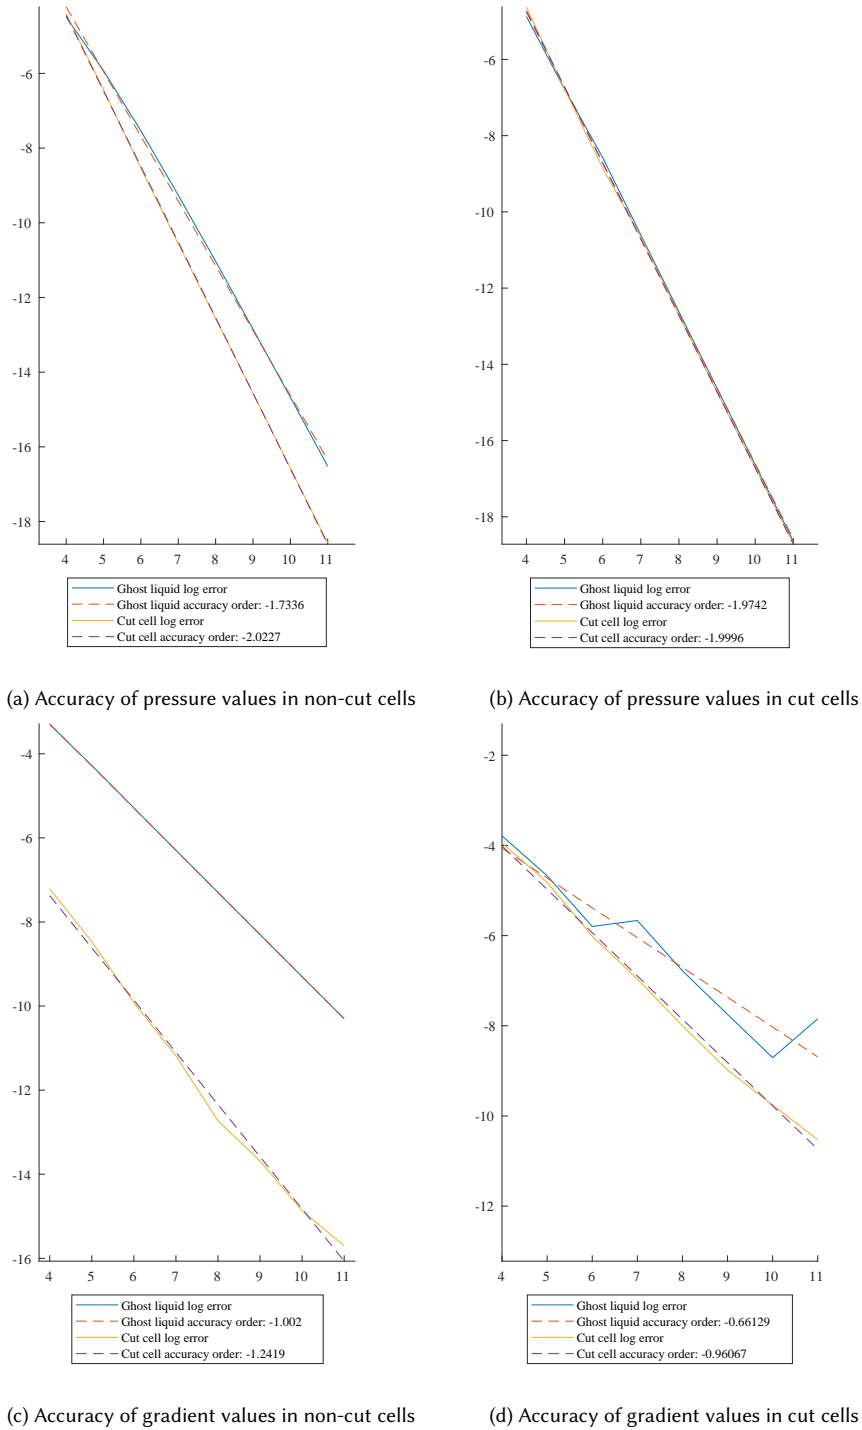 -6
-8
-10
-12
-14
-16
-18
4 5 6 7 8 9 10 11
Ghost liquid log error
Ghost liquid accuracy order: -1.7336
Cut cell log error
Cut cell accuracy order: -2.0227
(a) Accuracy of pressure values in non-cut cells
-6
-8
-10
-12
-14
-16
-18
4 5 6 7 8 9 10 11
Ghost liquid log error
Ghost liquid accuracy order: -1.9742
Cut cell log error
Cut cell accuracy order: -1.9996
(b) Accuracy of pressure values in cut cells
-4
-6
-8
-10
-12
-14
-16
4 5 6 7 8 9 10 11
Ghost liquid log error
Ghost liquid accuracy order: -1.002
Cut cell log error
Cut cell accuracy order: -1.2419
(c) Accuracy of gradient values in non-cut cells
-2
-4
-6
-8
-10
-12
4 5 6 7 8 9 10 11
Ghost liquid log error
Ghost liquid accuracy order: -0.66129
Cut cell log error
Cut cell accuracy order: -0.96067
(d) Accuracy of gradient values in cut cells